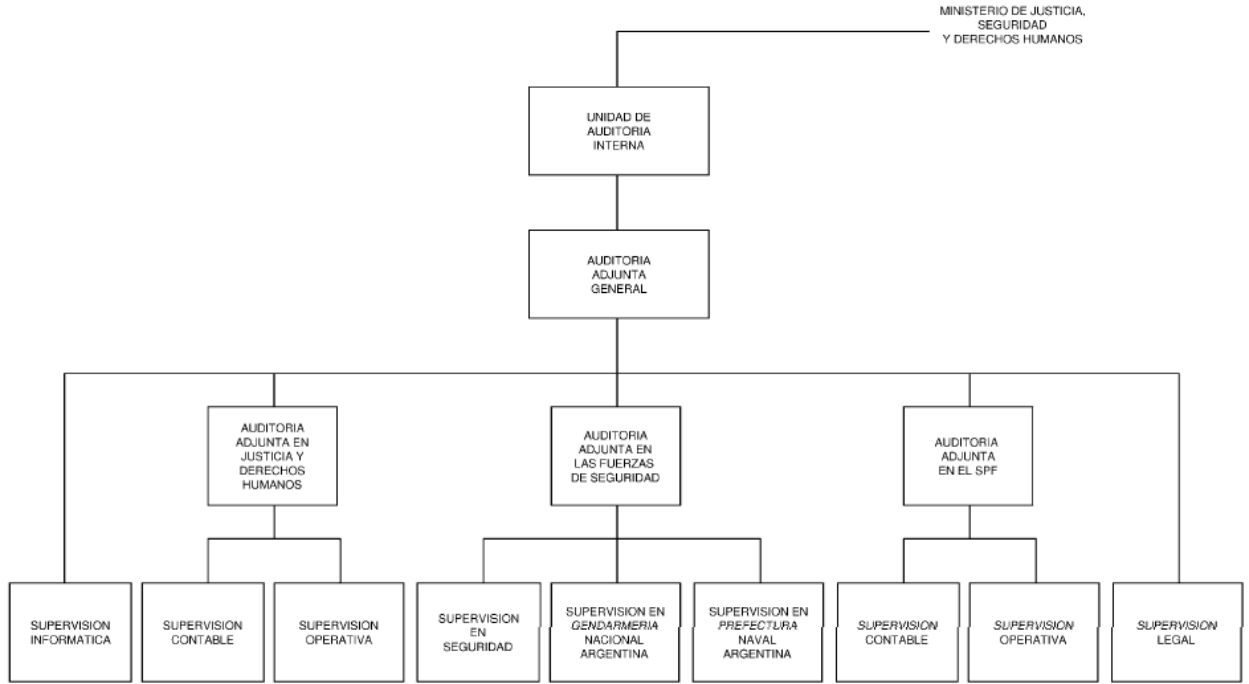 MINISTERIO DE JUSTICIA,
SEGURIDAD
Y DERECHOS HUMANOS
UNIDAD DE
AUDITORIA
INTERNA
AUDITORIA
ADJUNTA
GENERAL
AUDITORIA
ADJUNTA EN
JUSTICIA Y
DERECHOS
HUMANOS
AUDITORIA
ADJUNTA EN
LAS FUERZAS
DE SEGURIDAD
AUDITORIA
ADJUNTA
EN EL SPF
SUPERVISION
INFORMATICA
SUPERVISION
CONTABLE
SUPERVISION
OPERATIVA
SUPERVISION
EN
SEGURIDAD
SUPERVISION EN
GENDARMERIA
NACIONAL
ARGENTINA
SUPERVISION EN
PREFECTURA
NAVAL
ARGENTINA
SUPERVISION
CONTABLE
SUPERVISION
OPERATIVA
SUPERVISION
LEGAL